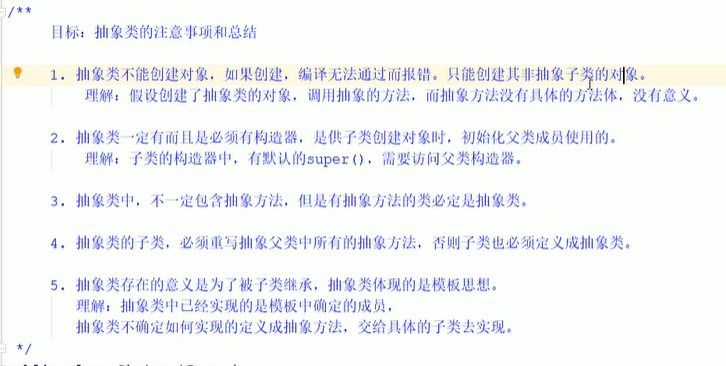 /**
目标：抽象类的注意事项和总结
1. 抽象类不能创建对象，如果创建，编译无法通过而报错。只能创建其非抽象子类的对象。
理解：假设创建了抽象类的对象，调用抽象的方法，而抽象方法没有具体的方法体，没有意义。
2. 抽象类一定有而且是必须有构造器，是供子类创建对象时，初始化父类成员使用的。
理解：子类的构造器中，有默认的super()，需要访问父类构造器。
3. 抽象类中，不一定包含抽象方法，但是有抽象方法的类必定是抽象类。
4. 抽象类的子类，必须重写抽象父类中所有的抽象方法，否则子类也必须定义成抽象类。
5. 抽象类存在的意义是为了被子类继承，抽象类体现的是模板思想。
理解：抽象类中已经实现的是模板中确定的成员，
抽象类不确定如何实现的定义成抽象方法，交给具体的子类去实现。
*/